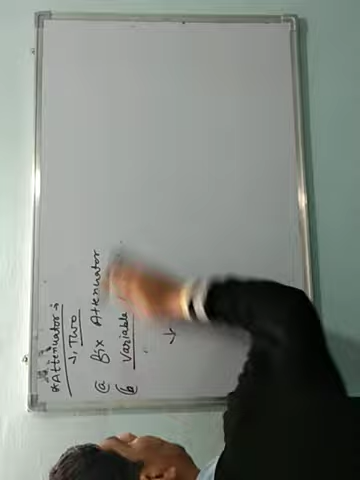 * Attenuator :-
↳ Two
ⓐ fix Attenuator
ⓑ Variable